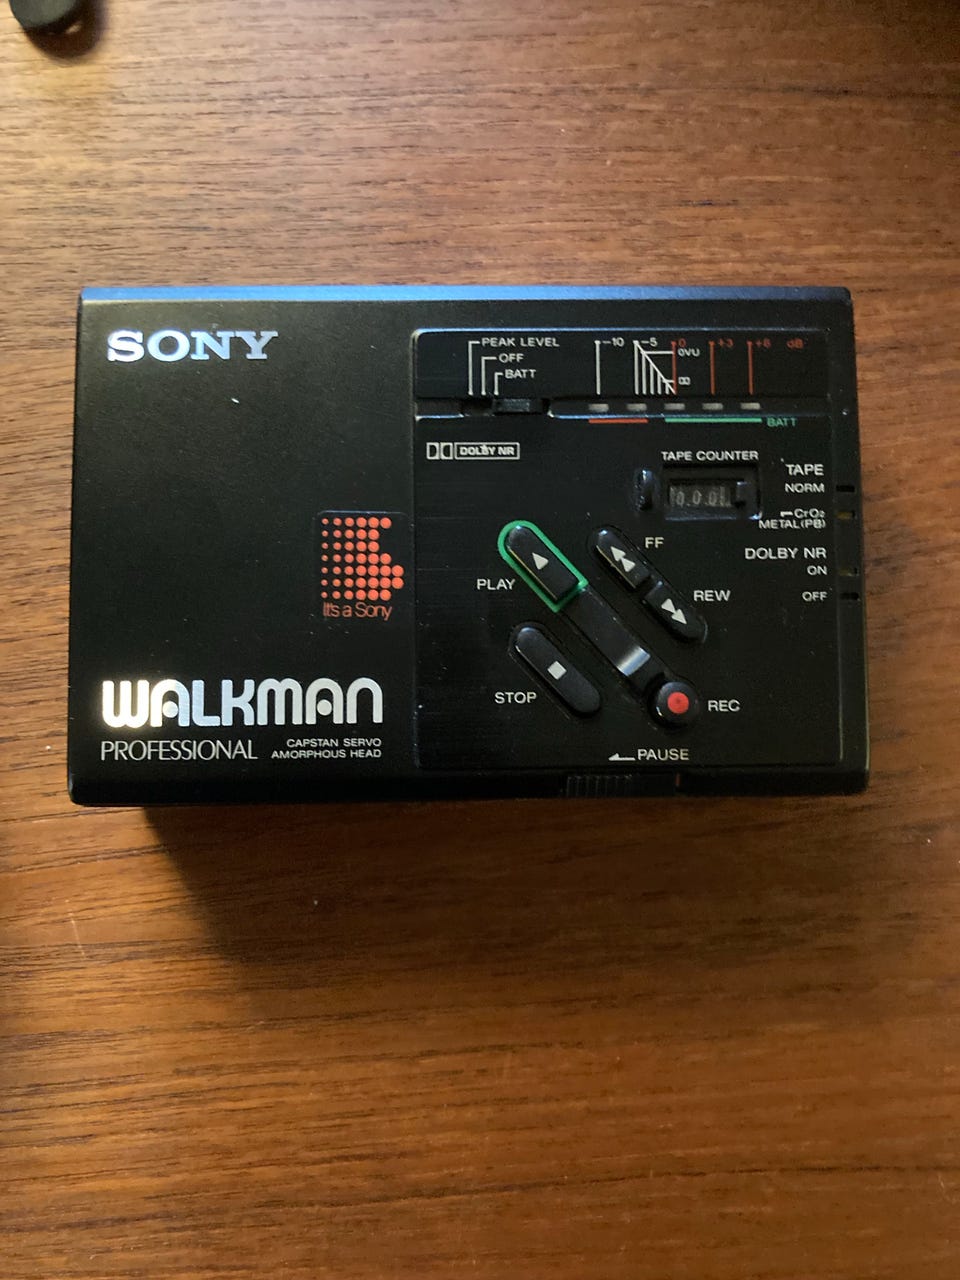 SONY
PEAK LEVEL
OFF
BATT
-10 -5 0 +3 +6 dB
0VU
BATT
DOLBY NR
TAPE COUNTER
TAPE
NORM
CrO₂
METAL(PB)
DOLBY NR
ON
OFF
FF
PLAY
REW
It's a Sony
STOP
REC
WALKMAN
PROFESSIONAL
CAPSTAN SERVO
AMORPHOUS HEAD
PAUSE